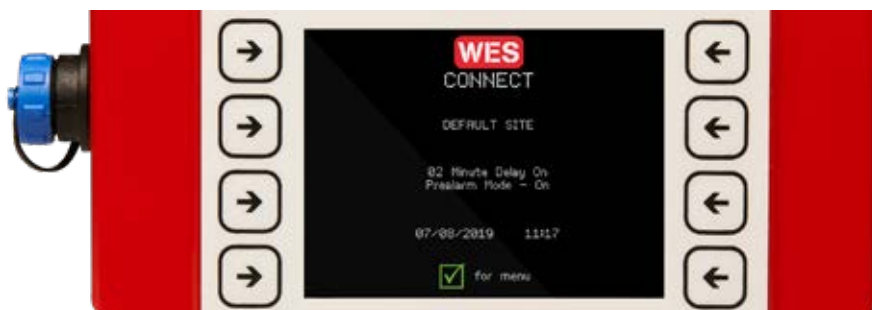 WES
CONNECT
DEFAULT SITE
02 Minute Delay On
Prealarm Mode - On
07/08/2019 11:17
for menu